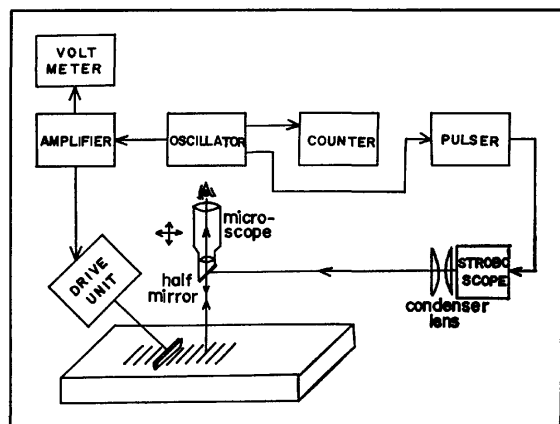 VOLT
METER
AMPLIFIER
OSCILLATOR
COUNTER
PULSER
micro-
scope
DRIVE
UNIT
half
mirror
STROBO
SCOPE
condenser
lens